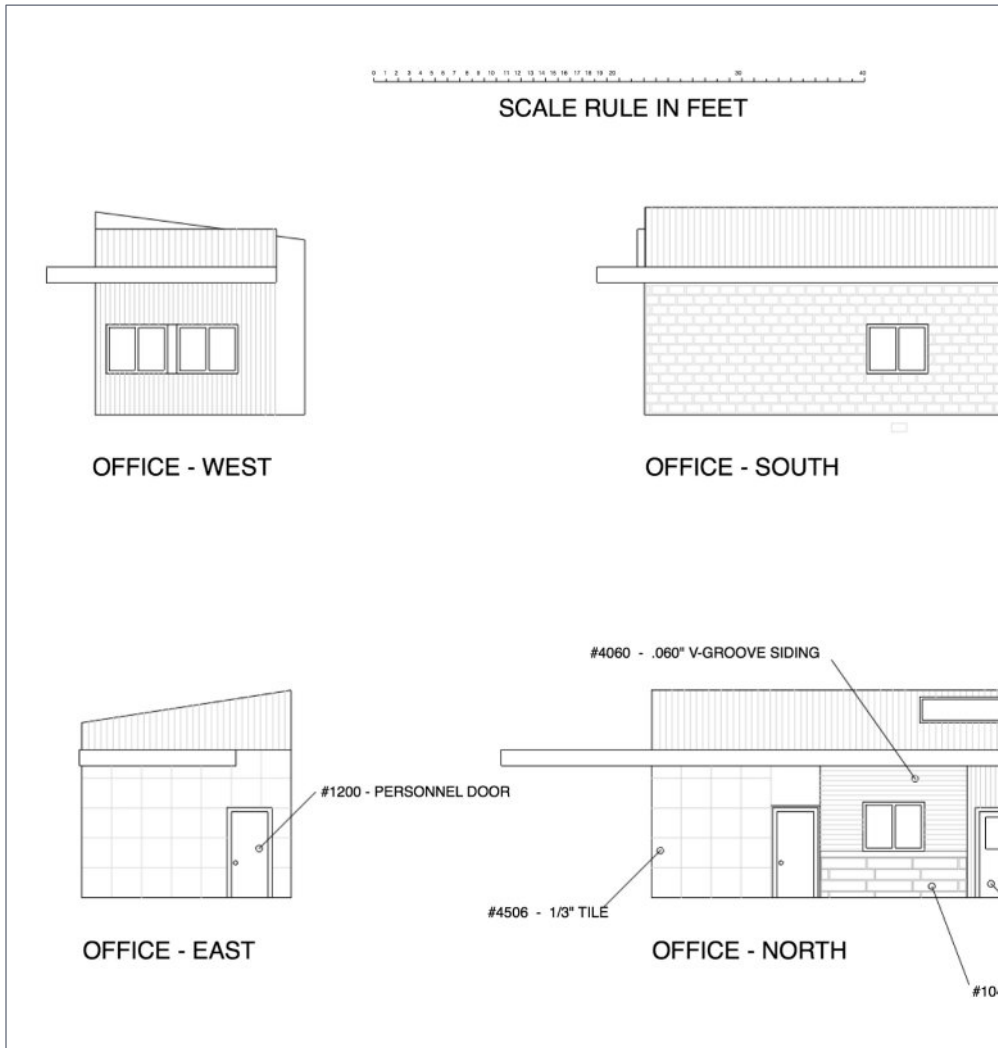 0 1 2 3 4 5 6 7 8 9 10 11 12 13 14 15 16 17 18 19 20 30 40
SCALE RULE IN FEET
OFFICE - WEST
OFFICE - SOUTH
#4060 - .060" V-GROOVE SIDING
#1200 - PERSONNEL DOOR
#4506 - 1/3" TILE
OFFICE - EAST
OFFICE - NORTH
#10